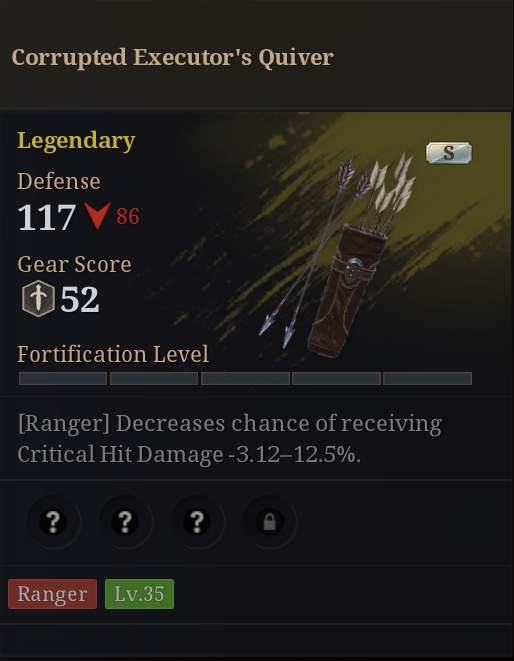 Corrupted Executor's Quiver
Legendary
S
Defense
117 86
Gear Score
52
Fortification Level
[Ranger] Decreases chance of receiving
Critical Hit Damage -3.12–12.5%.
? ? ?
Ranger Lv.35